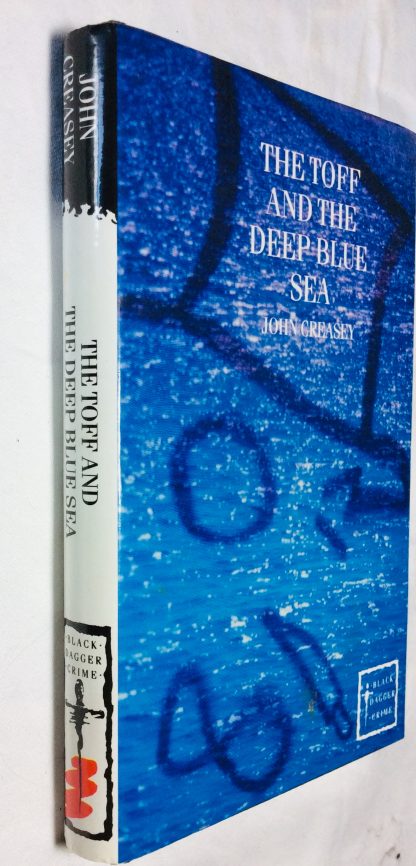 JOHN
CREASEY
THE TOFF AND
THE DEEP BLUE SEA
·BLACK·
DAGGER
·CRIME·
THE TOFF
AND THE
DEEP BLUE
SEA
JOHN CREASEY
·BLACK·
DAGGER
·CRIME·